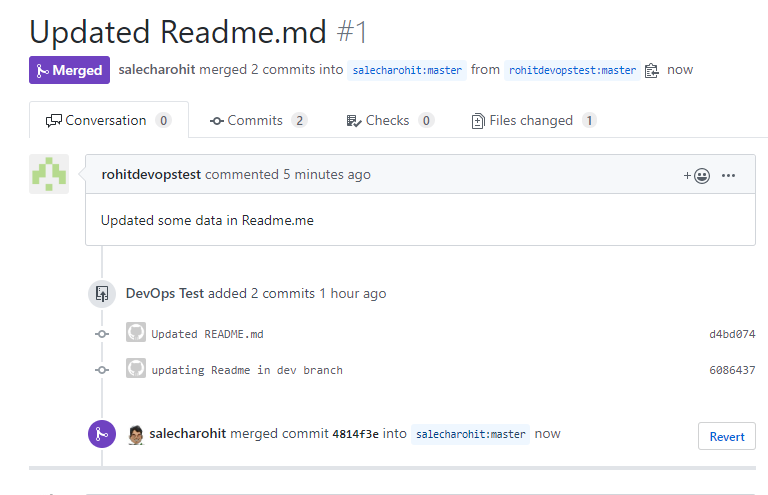 Updated Readme.md #1
Merged salecharohit merged 2 commits into salecharohit:master from rohitdevopstest:master now
Conversation 0 Commits 2 Checks 0 Files changed 1
rohitdevopstest commented 5 minutes ago
Updated some data in Readme.me
DevOps Test added 2 commits 1 hour ago
Updated README.md d4bd074
updating Readme in dev branch 6086437
salecharohit merged commit 4814f3e into salecharohit:master now Revert